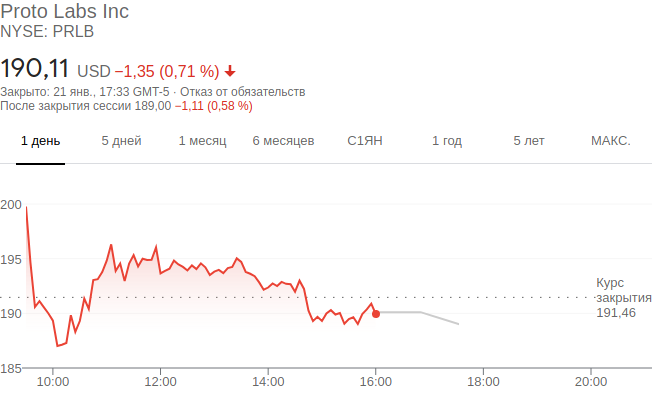 Proto Labs Inc
NYSE: PRLB
190,11 USD −1,35 (0,71 %)
Закрыто: 21 янв., 17:33 GMT-5 · Отказ от обязательств
После закрытия сессии 189,00 −1,11 (0,58 %)
1 день 5 дней 1 месяц 6 месяцев С1ЯН 1 год 5 лет МАКС.
200
195
Курс
закрытия
190 191,46
185
10:00 12:00 14:00 16:00 18:00 20:00